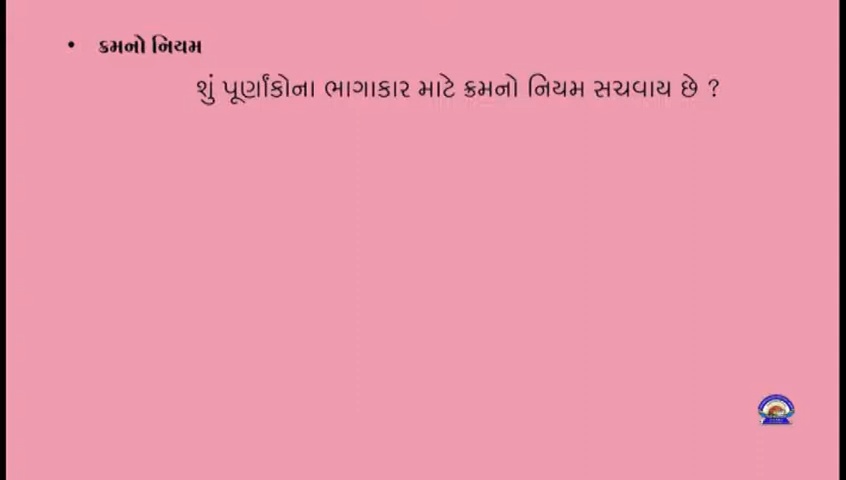 • ક્રમનો નિયમ
શું પૂર્ણાંકોના ભાગાકાર માટે ક્રમનો નિયમ સચવાય છે ?